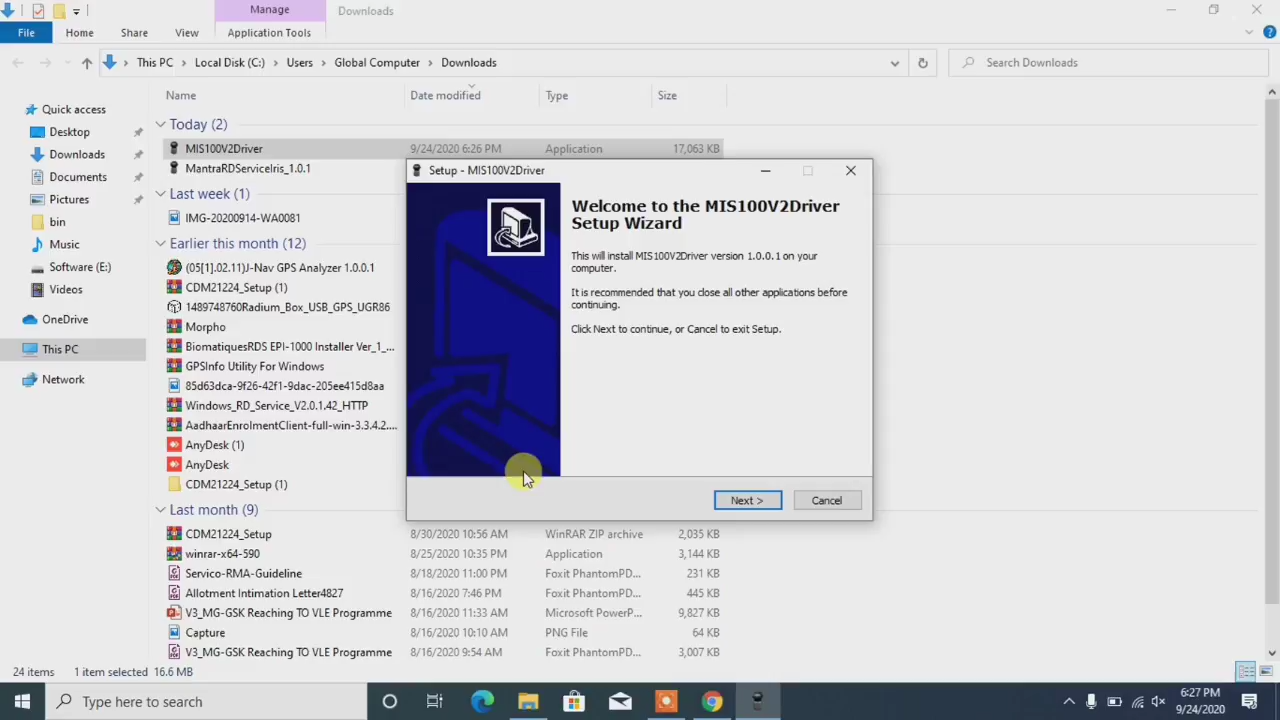 Manage
Downloads
File
Home
Share
View
Application Tools
This PC
Local Disk (C:)
Users
Global Computer
Downloads
Search Downloads
Name
Date modified
Type
Size
Quick access
Desktop
Downloads
Documents
Pictures
bin
Music
Software (E:)
Videos
OneDrive
This PC
Network
Today (2)
MIS100V2Driver 9/24/2020 6:26 PM Application 17,063 KB
MantraRDServiceIris_1.0.1
Last week (1)
IMG-20200914-WA0081
Earlier this month (12)
(05[1].02.11)J-Nav GPS Analyzer 1.0.0.1
CDM21224_Setup (1)
1489748760Radium_Box_USB_GPS_UGR86
Morpho
BiomatiquesRDS EPI-1000 Installer Ver_1_...
GPSInfo Utility For Windows
85d63dca-9f26-42f1-9dac-205ee415d8aa
Windows_RD_Service_V2.0.1.42_HTTP
AadhaarEnrolmentClient-full-win-3.3.4.2....
AnyDesk (1)
AnyDesk
CDM21224_Setup (1)
Last month (9)
CDM21224_Setup 8/30/2020 10:56 AM WinRAR ZIP archive 2,035 KB
winrar-x64-590 8/25/2020 10:35 PM Application 3,144 KB
Servico-RMA-Guideline 8/18/2020 11:00 PM Foxit PhantomPD... 231 KB
Allotment Intimation Letter4827 8/16/2020 7:46 PM Foxit PhantomPD... 445 KB
V3_MG-GSK Reaching TO VLE Programme 8/16/2020 11:33 AM Microsoft PowerP... 9,827 KB
Capture 8/16/2020 10:10 AM PNG File 64 KB
V3_MG-GSK Reaching TO VLE Programme 8/16/2020 9:54 AM Foxit PhantomPD... 3,007 KB
Setup - MIS100V2Driver
Welcome to the MIS100V2Driver
Setup Wizard
This will install MIS100V2Driver version 1.0.0.1 on your
computer.
It is recommended that you close all other applications before
continuing.
Click Next to continue, or Cancel to exit Setup.
Next >
Cancel
24 items
1 item selected 16.6 MB
Type here to search
6:27 PM
9/24/2020